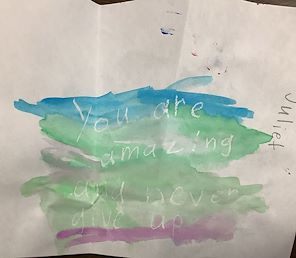 You are
amazing
and never
give up
Juliet